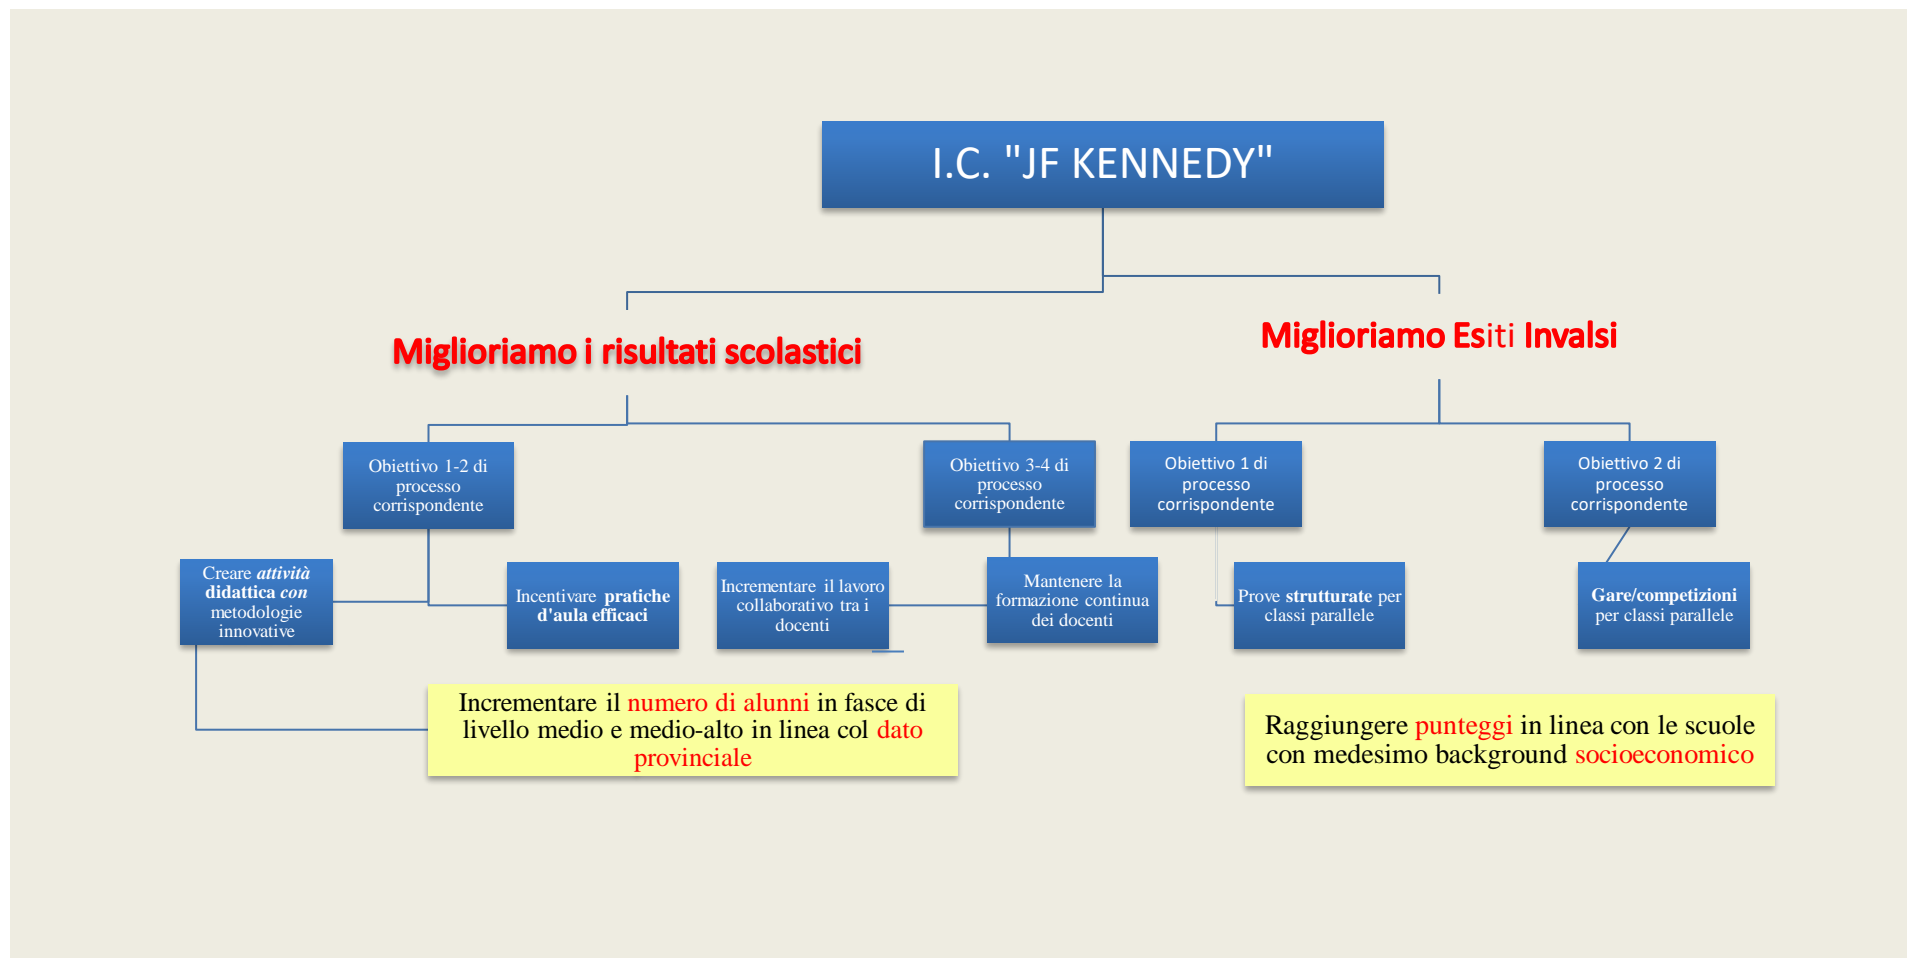 I.C. "JF KENNEDY"
Miglioriamo i risultati scolastici
Miglioriamo Esiti Invalsi
Obiettivo 1-2 di
processo
corrispondente
Obiettivo 3-4 di
processo
corrispondente
Obiettivo 1 di
processo
corrispondente
Obiettivo 2 di
processo
corrispondente
Creare attività
didattica con
metodologie
innovative
Incentivare pratiche
d'aula efficaci
Incrementare il lavoro
collaborativo tra i
docenti
Mantenere la
formazione continua
dei docenti
Prove strutturate per
classi parallele
Gare/competizioni
per classi parallele
Incrementare il numero di alunni in fasce di
livello medio e medio-alto in linea col dato
provinciale
Raggiungere punteggi in linea con le scuole
con medesimo background socioeconomico